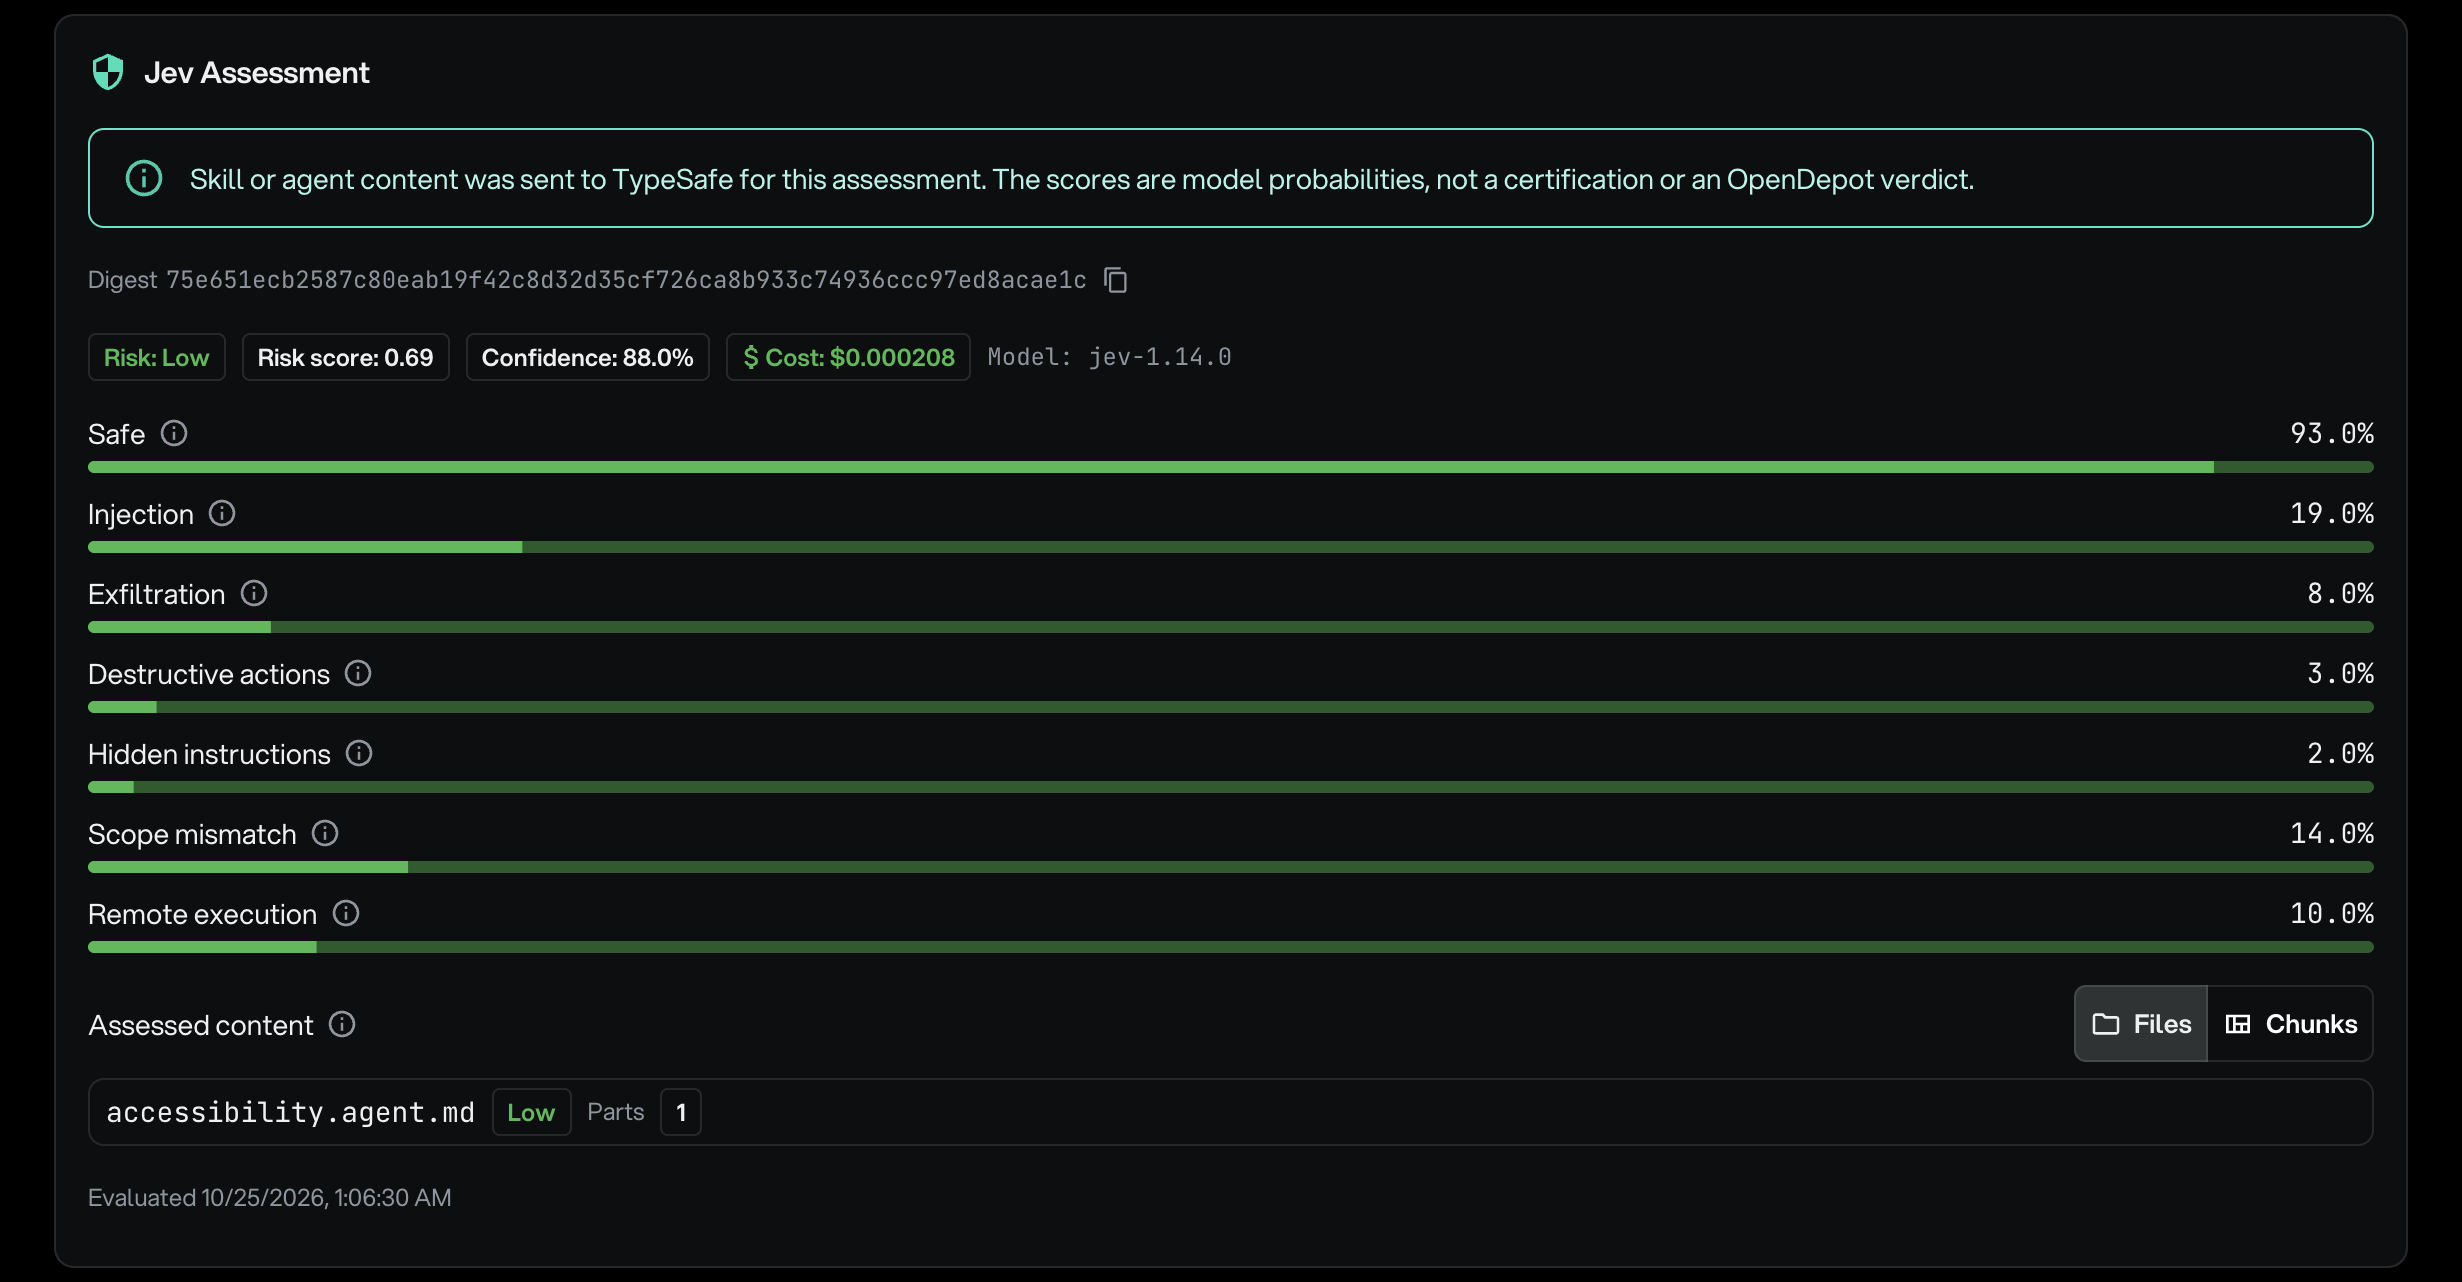 Jev Assessment
Skill or agent content was sent to TypeSafe for this assessment. The scores are model probabilities, not a certification or an OpenDepot verdict.
Digest 75e651ecb2587c80eab19f42c8d32d35cf726ca8b933c74936ccc97ed8acae1c
Risk: Low Risk score: 0.69 Confidence: 88.0% $ Cost: $0.000208 Model: jev-1.14.0
Safe 93.0%
Injection 19.0%
Exfiltration 8.0%
Destructive actions 3.0%
Hidden instructions 2.0%
Scope mismatch 14.0%
Remote execution 10.0%
Assessed content Files Chunks
accessibility.agent.md Low Parts 1
Evaluated 10/25/2026, 1:06:30 AM